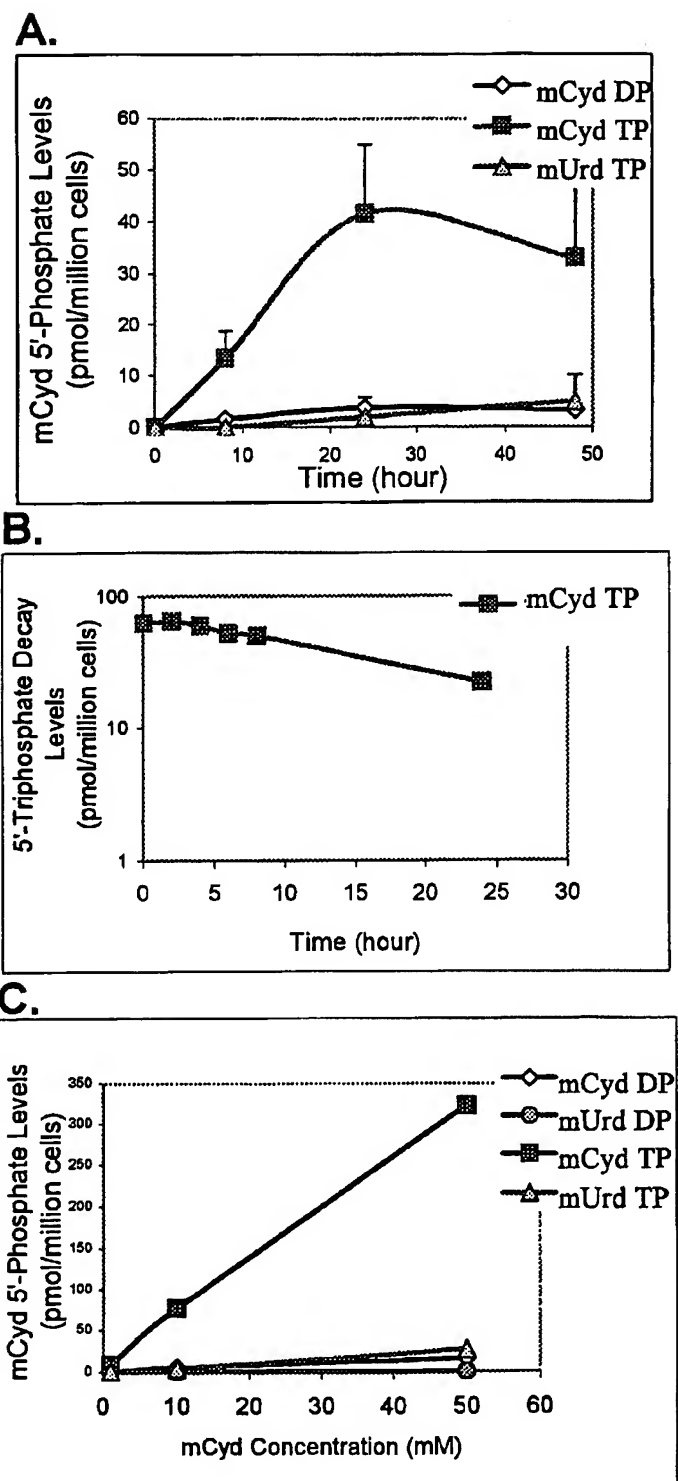 A.
mCyd 5'-Phosphate Levels
(pmol/million cells)
60
50
40
30
20
10
0
0 10 20 30 40 50
Time (hour)
mCyd DP
mCyd TP
mUrd TP
B.
5'-Triphosphate Decay
Levels
(pmol/million cells)
100
10
1
0 5 10 15 20 25 30
Time (hour)
mCyd TP
C.
mCyd 5'-Phosphate Levels
(pmol/million cells)
350
300
250
200
150
100
50
0
0 10 20 30 40 50 60
mCyd Concentration (mM)
mCyd DP
mUrd DP
mCyd TP
mUrd TP